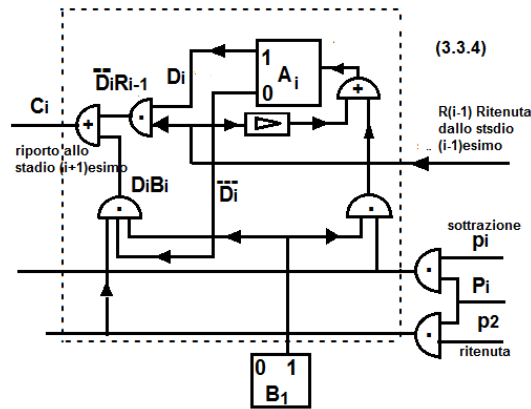 (3.3.4)
D̅iRi-1
Di
1
0
Ai
+
Ci
+
.
R(i-1) Ritenuta
dallo stsdio
(i-1)esimo
riporto allo
stadio (i+1)esimo
DiBi
D̅i
.
.
sottrazione
pi
.
Pi
p2
.
ritenuta
0 1
B1